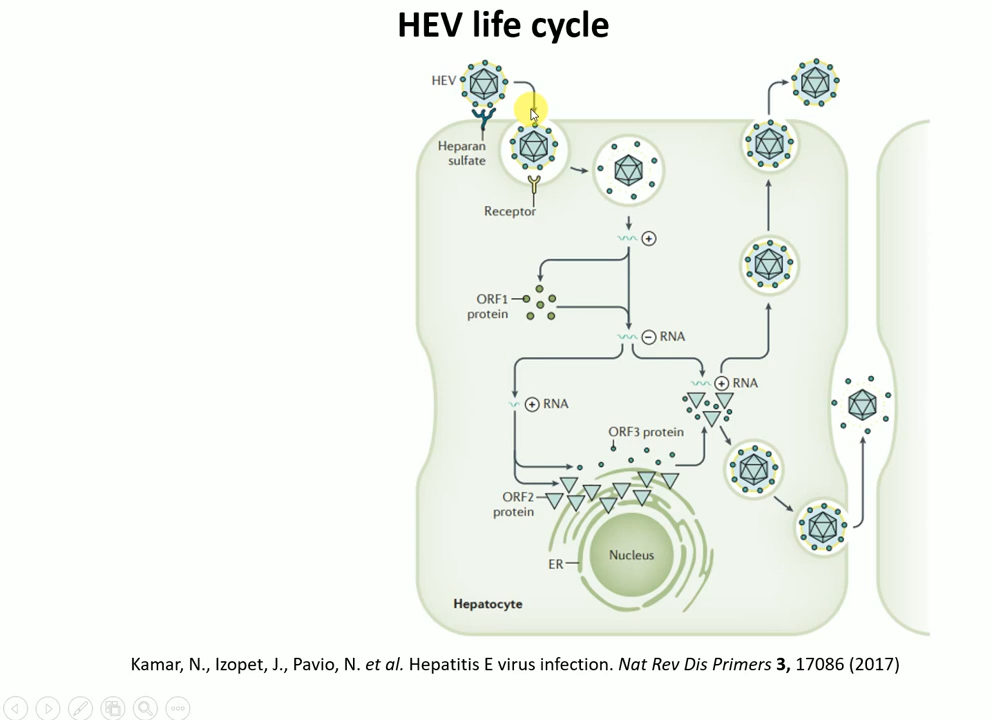 HEV life cycle
HEV
Heparan
sulfate
Receptor
+
ORF1
protein
− RNA
+ RNA
+ RNA
ORF3 protein
ORF2
protein
ER
Nucleus
Hepatocyte
Kamar, N., Izopet, J., Pavio, N. et al. Hepatitis E virus infection. Nat Rev Dis Primers 3, 17086 (2017)